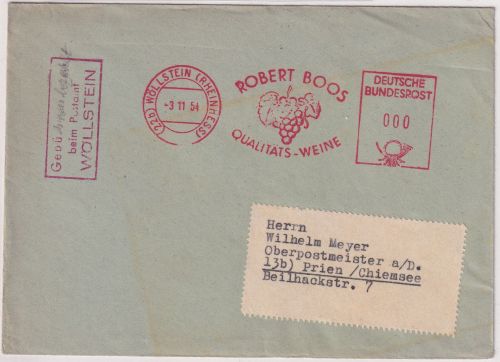 Gebühr bezahlt
beim Postamt
WÖLLSTEIN
(22b) WÖLLSTEIN (RHEINHESS)
-3 11 54
ROBERT BOOS
QUALITÄTS-WEINE
DEUTSCHE
BUNDESPOST
000
Herrn
Wilhelm Meyer
Oberpostmeister a/D.
13b) Prien /Chiemsee
Beilhackstr. 7